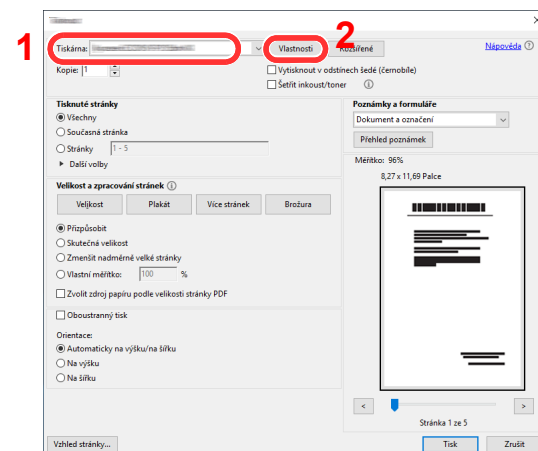 1
2
Tiskárna:
Vlastnosti
Rozšířené
Nápověda
Kopie: 1
Vytisknout v odstínech šedé (černobíle)
Šetřit inkoust/toner
Tisknuté stránky
Všechny
Současná stránka
Stránky 1 - 5
Další volby
Poznámky a formuláře
Dokument a označení
Přehled poznámek
Měřítko: 96%
8,27 x 11,69 Palce
Velikost a zpracování stránek
Velikost Plakát Více stránek Brožura
Přizpůsobit
Skutečná velikost
Zmenšit nadměrné velké stránky
Vlastní měřítko: 100 %
Zvolit zdroj papíru podle velikosti stránky PDF
Oboustranný tisk
Orientace:
Automaticky na výšku/na šířku
Na výšku
Na šířku
< >
Stránka 1 ze 5
Vzhled stránky...
Tisk
Zrušit